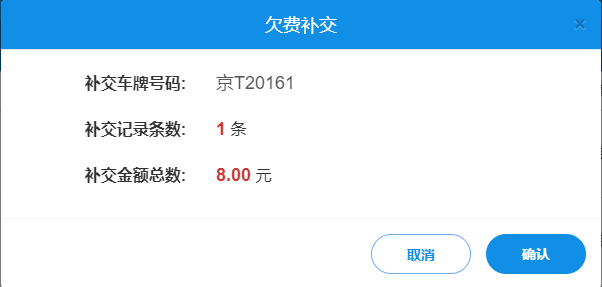 欠费补交
×
补交车牌号码: 京T20161
补交记录条数: 1 条
补交金额总数: 8.00 元
取消 确认